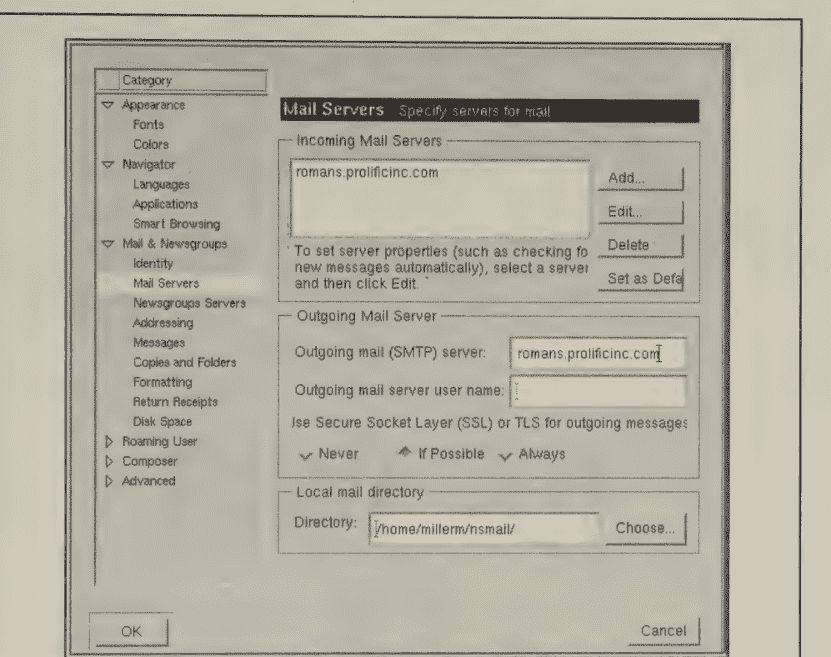 Category
Appearance
Fonts
Colors
Navigator
Languages
Applications
Smart Browsing
Mail & Newsgroups
Identity
Mail Servers
Newsgroups Servers
Addressing
Messages
Copies and Folders
Formatting
Return Receipts
Disk Space
Roaming User
Composer
Advanced
Mail Servers Specify servers for mail
Incoming Mail Servers
romans.prolificinc.com
Add...
Edit...
Delete
Set as Defa
To set server properties (such as checking fo
new messages automatically), select a server
and then click Edit.
Outgoing Mail Server
Outgoing mail (SMTP) server: romans.prolificinc.com
Outgoing mail server user name:
Jse Secure Socket Layer (SSL) or TLS for outgoing messages
Never If Possible Always
Local mail directory
Directory: /home/millerm/nsmail/ Choose...
OK Cancel